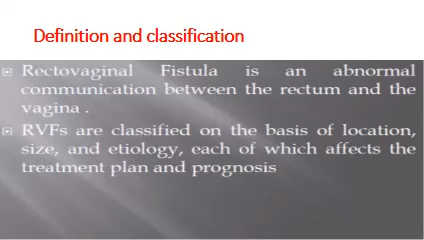 Definition and classification
Rectovaginal Fistula is an abnormal
communication between the rectum and the
vagina .
RVFs are classified on the basis of location,
size, and etiology, each of which affects the
treatment plan and prognosis